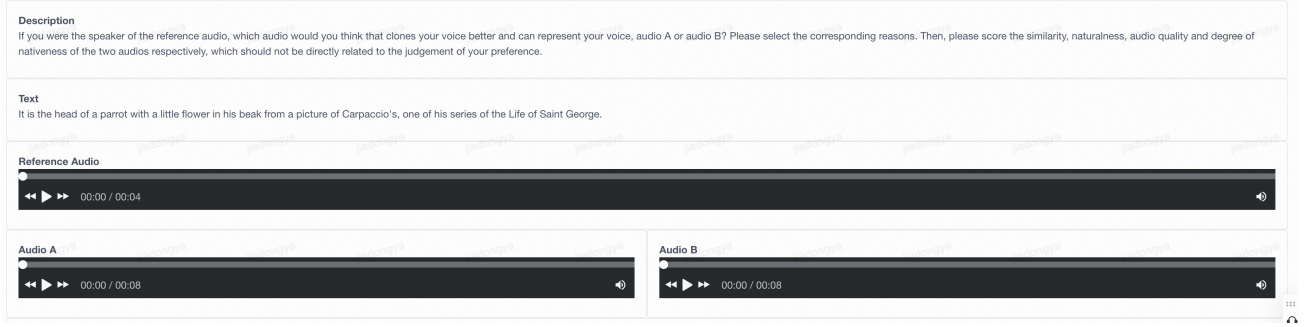 Description
If you were the speaker of the reference audio, which audio would you think that clones your voice better and can represent your voice, audio A or audio B? Please select the corresponding reasons. Then, please score the similarity, naturalness, audio quality and degree of
nativeness of the two audios respectively, which should not be directly related to the judgement of your preference.
Text
It is the head of a parrot with a little flower in his beak from a picture of Carpaccio's, one of his series of the Life of Saint George.
Reference Audio
00:00 / 00:04
Audio A
00:00 / 00:08
Audio B
00:00 / 00:08